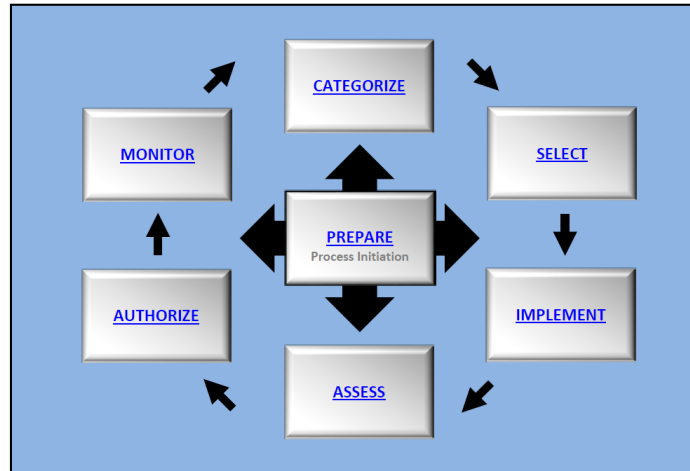 CATEGORIZE
MONITOR
SELECT
PREPARE
Process Initiation
AUTHORIZE
IMPLEMENT
ASSESS